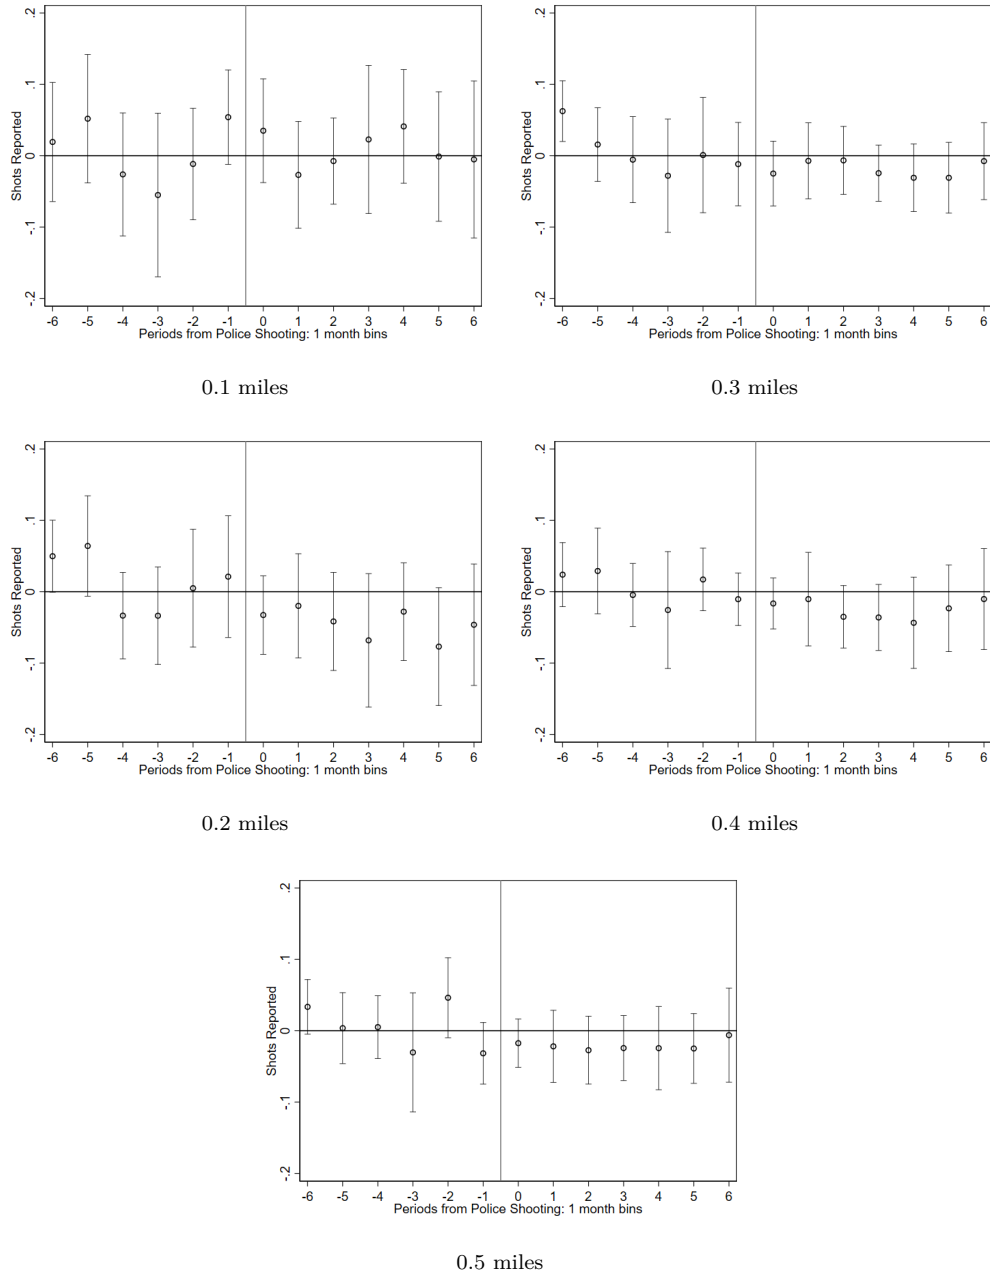 Shots Reported
.2
.1
0
-.1
-.2
-6 -5 -4 -3 -2 -1 0 1 2 3 4 5 6
Periods from Police Shooting: 1 month bins
0.1 miles
Shots Reported
.2
.1
0
-.1
-.2
-6 -5 -4 -3 -2 -1 0 1 2 3 4 5 6
Periods from Police Shooting: 1 month bins
0.3 miles
Shots Reported
.2
.1
0
-.1
-.2
-6 -5 -4 -3 -2 -1 0 1 2 3 4 5 6
Periods from Police Shooting: 1 month bins
0.2 miles
Shots Reported
.2
.1
0
-.1
-.2
-6 -5 -4 -3 -2 -1 0 1 2 3 4 5 6
Periods from Police Shooting: 1 month bins
0.4 miles
Shots Reported
.2
.1
0
-.1
-.2
-6 -5 -4 -3 -2 -1 0 1 2 3 4 5 6
Periods from Police Shooting: 1 month bins
0.5 miles